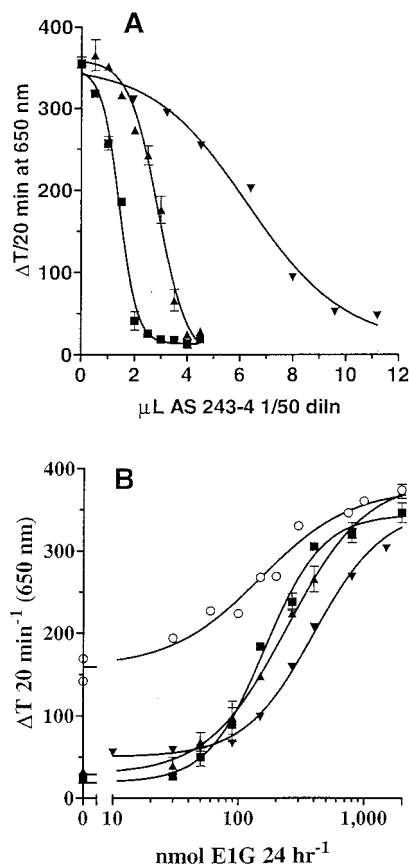 A
ΔT/20 min at 650 nm
400
300
200
100
0
0 2 4 6 8 10 12
μL AS 243-4 1/50 diln
B
ΔT 20 min⁻¹ (650 nm)
400
300
200
100
0
0 10 100 1,000
nmol E1G 24 hr⁻¹